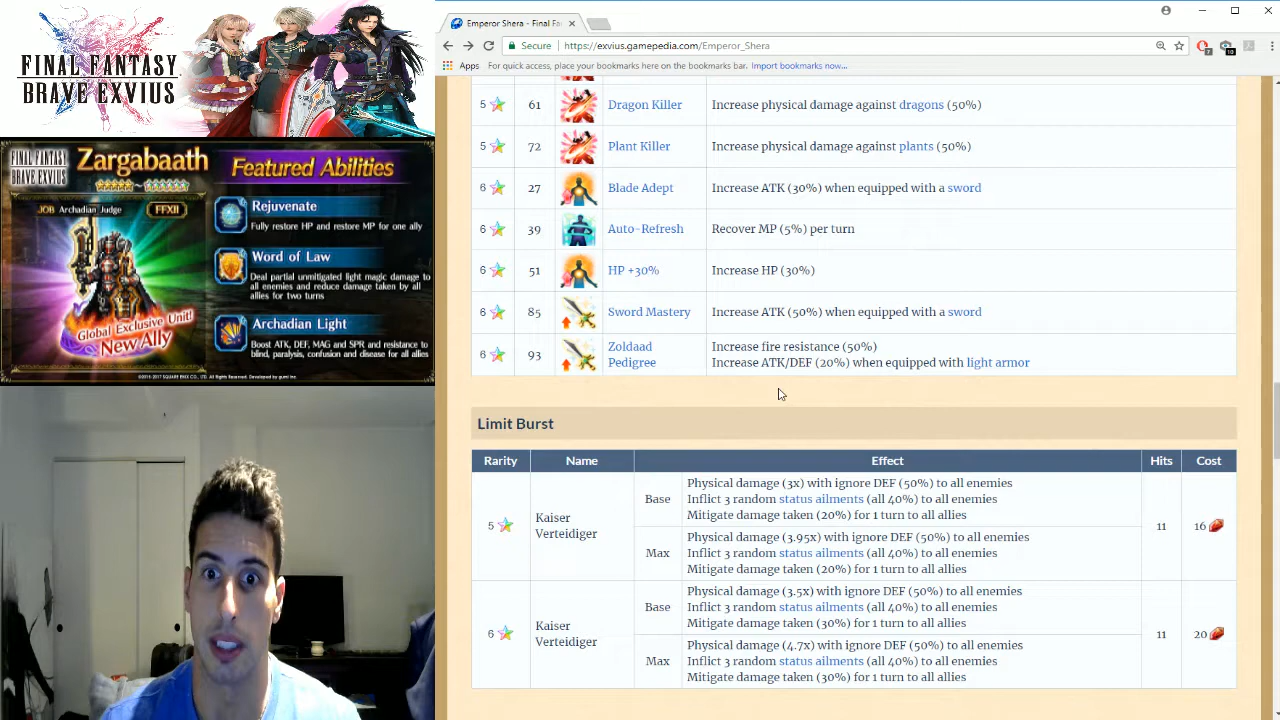 FINAL FANTASY
BRAVE EXVIUS
FINAL FANTASY
BRAVE EXVIUS
Zargabaath
JOB Archadian Judge
FFXII
Global Exclusive Unit!
New Ally
Featured Abilities
Rejuvenate
Fully restore HP and restore MP for one ally
Word of Law
Deal partial unmitigated light magic damage to
all enemies and reduce damage taken by all
allies for two turns
Archadian Light
Boost ATK, DEF, MAG and SPR and resistance to
blind, paralysis, confusion and disease for all allies
Emperor Shera - Final Fa
Secure https://exvius.gamepedia.com/Emperor_Shera
Apps For quick access, place your bookmarks here on the bookmarks bar. Import bookmarks now...
5 61 Dragon Killer Increase physical damage against dragons (50%)
5 72 Plant Killer Increase physical damage against plants (50%)
6 27 Blade Adept Increase ATK (30%) when equipped with a sword
6 39 Auto-Refresh Recover MP (5%) per turn
6 51 HP +30% Increase HP (30%)
6 85 Sword Mastery Increase ATK (50%) when equipped with a sword
6 93 Zoldaad Pedigree Increase fire resistance (50%)
Increase ATK/DEF (20%) when equipped with light armor
Limit Burst
Rarity Name Effect Hits Cost
5 Kaiser Verteidiger 11 16
Base
Physical damage (3x) with ignore DEF (50%) to all enemies
Inflict 3 random status ailments (all 40%) to all enemies
Mitigate damage taken (20%) for 1 turn to all allies
Max
Physical damage (3.95x) with ignore DEF (50%) to all enemies
Inflict 3 random status ailments (all 40%) to all enemies
Mitigate damage taken (20%) for 1 turn to all allies
6 Kaiser Verteidiger 11 20
Base
Physical damage (3.5x) with ignore DEF (50%) to all enemies
Inflict 3 random status ailments (all 40%) to all enemies
Mitigate damage taken (30%) for 1 turn to all allies
Max
Physical damage (4.7x) with ignore DEF (50%) to all enemies
Inflict 3 random status ailments (all 40%) to all enemies
Mitigate damage taken (30%) for 1 turn to all allies